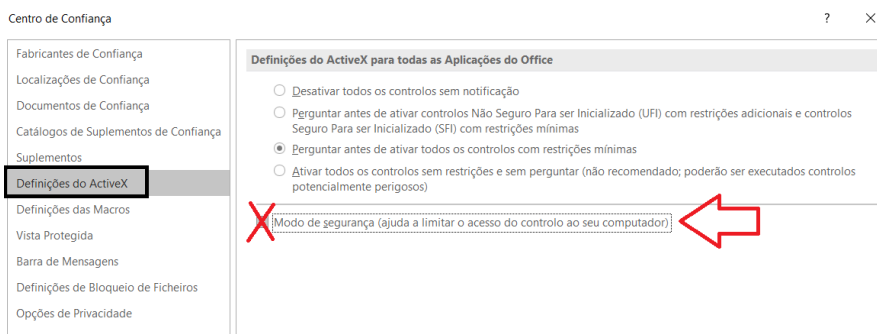 Centro de Confiança
?
Fabricantes de Confiança
Localizações de Confiança
Documentos de Confiança
Catálogos de Suplementos de Confiança
Suplementos
Definições do ActiveX
Definições das Macros
Vista Protegida
Barra de Mensagens
Definições de Bloqueio de Ficheiros
Opções de Privacidade
Definições do ActiveX para todas as Aplicações do Office
Desativar todos os controlos sem notificação
Perguntar antes de ativar controlos Não Seguro Para ser Inicializado (UFI) com restrições adicionais e controlos
Seguro Para ser Inicializado (SFI) com restrições mínimas
Perguntar antes de ativar todos os controlos com restrições mínimas
Ativar todos os controlos sem restrições e sem perguntar (não recomendado; poderão ser executados controlos
potencialmente perigosos)
Modo de segurança (ajuda a limitar o acesso do controlo ao seu computador)